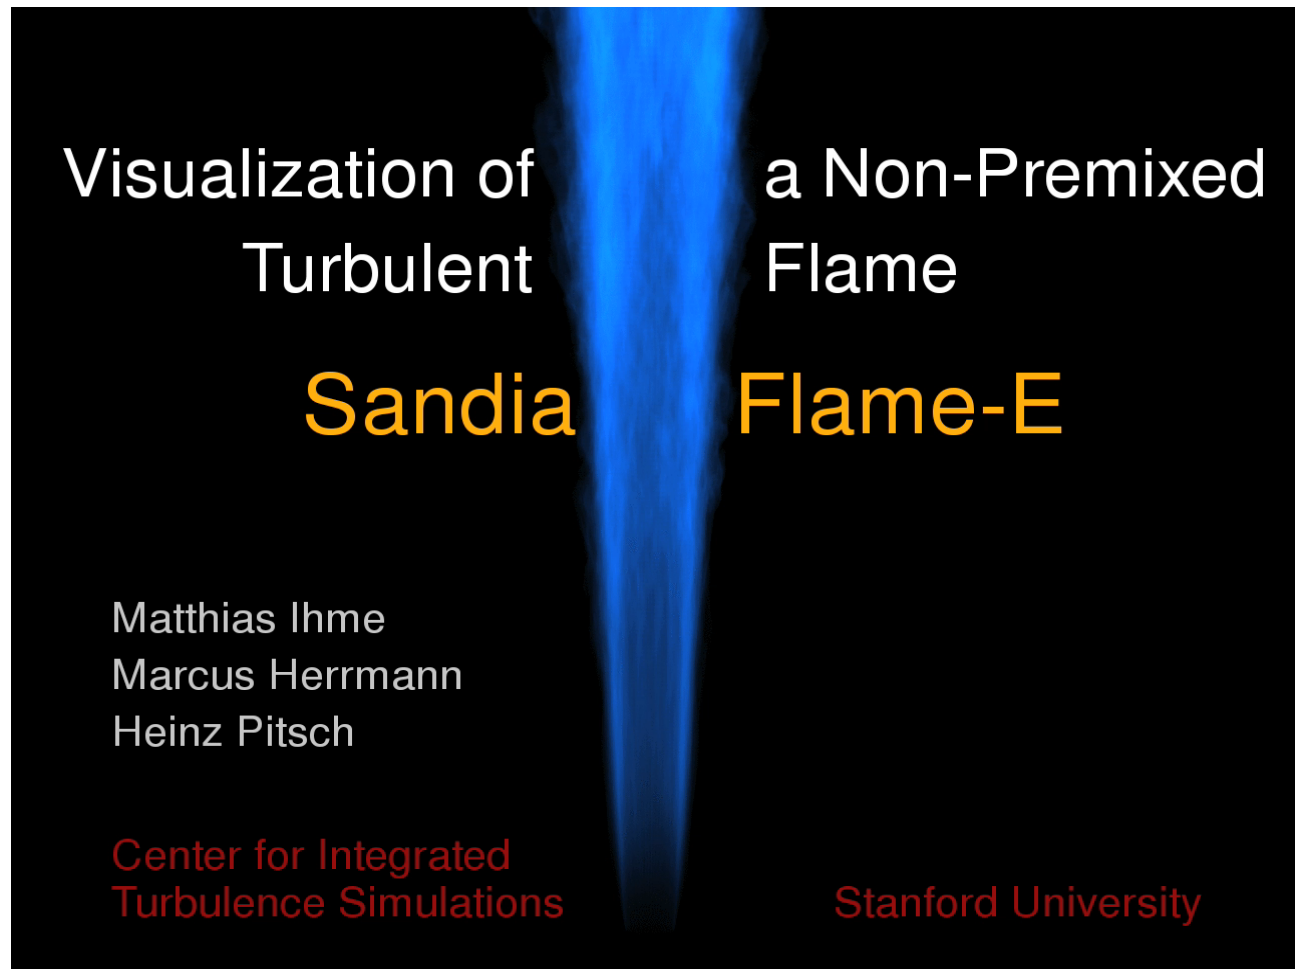 Visualization of a Non-Premixed
Turbulent Flame
Sandia Flame-E
Matthias Ihme
Marcus Herrmann
Heinz Pitsch
Center for Integrated
Turbulence Simulations
Stanford University